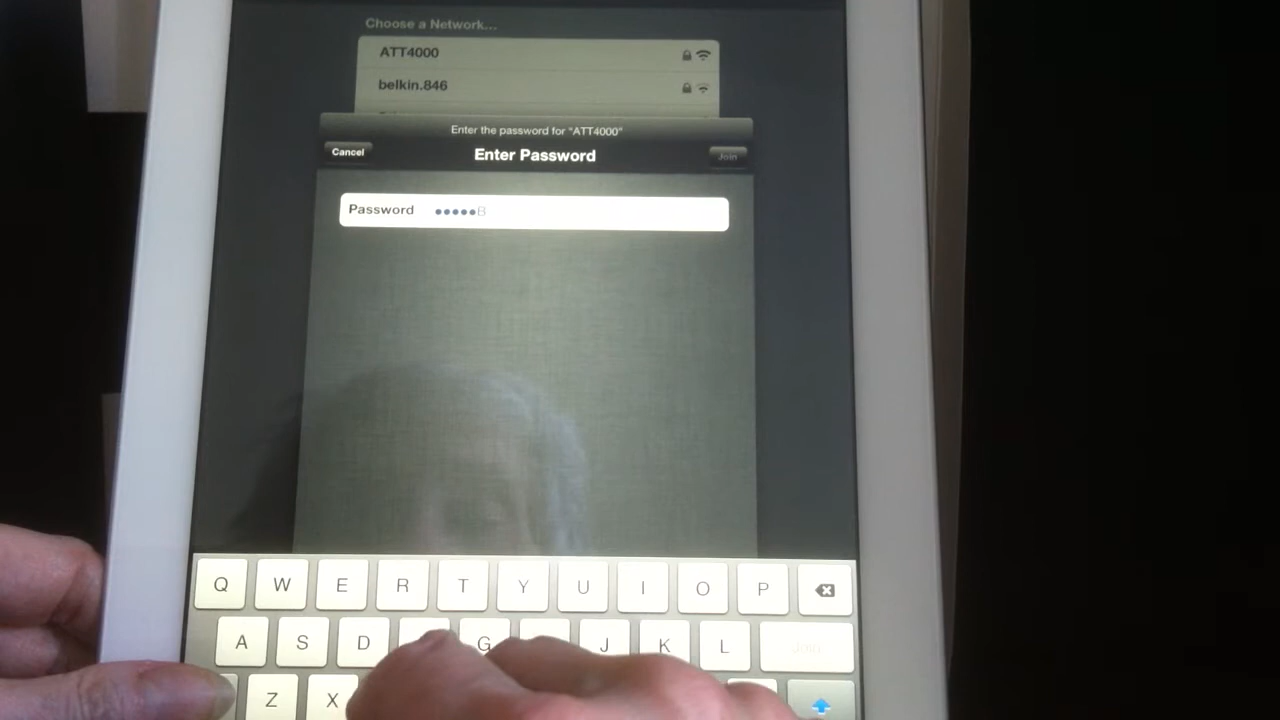 Choose a Network...
ATT4000
belkin.846
Enter the password for "ATT4000"
Cancel
Enter Password
Join
Password •••••B
Q W E R T Y U I O P
A S D G J K L Join
Z X